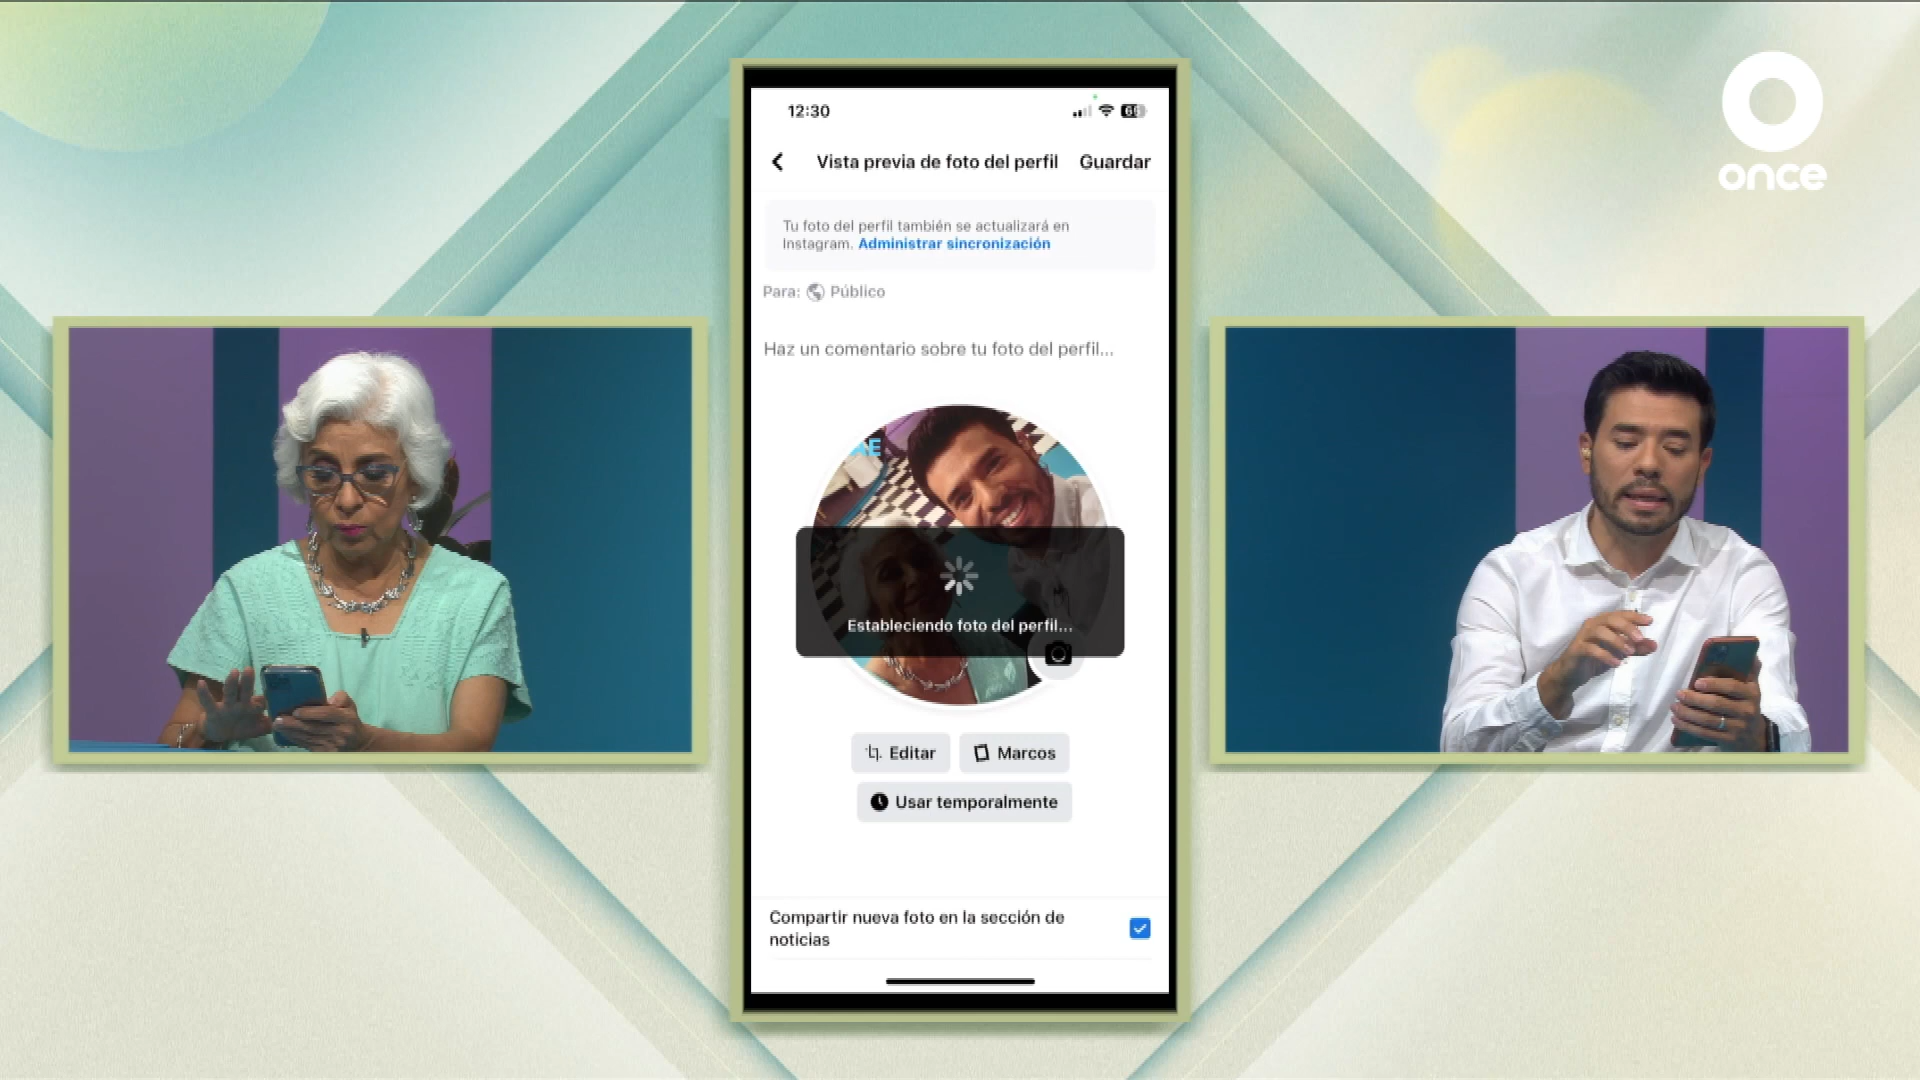 once
12:30
66
Vista previa de foto del perfil
Guardar
Tu foto del perfil también se actualizará en
Instagram. Administrar sincronización
Para: Público
Haz un comentario sobre tu foto del perfil...
AE
Estableciendo foto del perfil...
Editar
Marcos
Usar temporalmente
Compartir nueva foto en la sección de
noticias